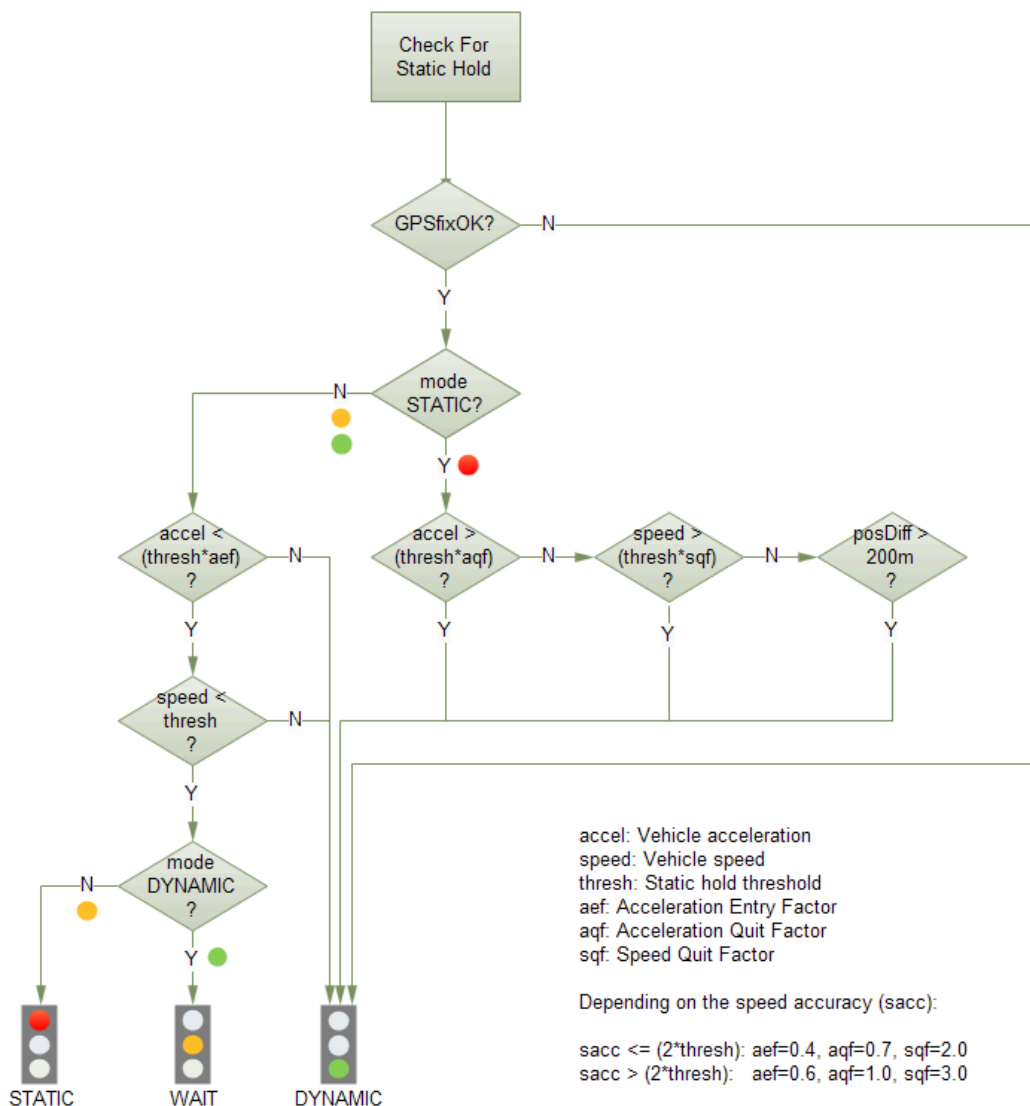 Check For
Static Hold
GPSfixOK?
N
Y
mode
STATIC?
N
Y
accel <
(thresh*aef)
?
N
accel >
(thresh*aqf)
?
N
speed >
(thresh*sqf)
?
N
posDiff >
200m
?
Y
Y
Y
Y
speed <
thresh
?
N
Y
mode
DYNAMIC
?
N
Y
STATIC
WAIT
DYNAMIC
accel: Vehicle acceleration
speed: Vehicle speed
thresh: Static hold threshold
aef: Acceleration Entry Factor
aqf: Acceleration Quit Factor
sqf: Speed Quit Factor
Depending on the speed accuracy (sacc):
sacc <= (2*thresh): aef=0.4, aqf=0.7, sqf=2.0
sacc > (2*thresh): aef=0.6, aqf=1.0, sqf=3.0